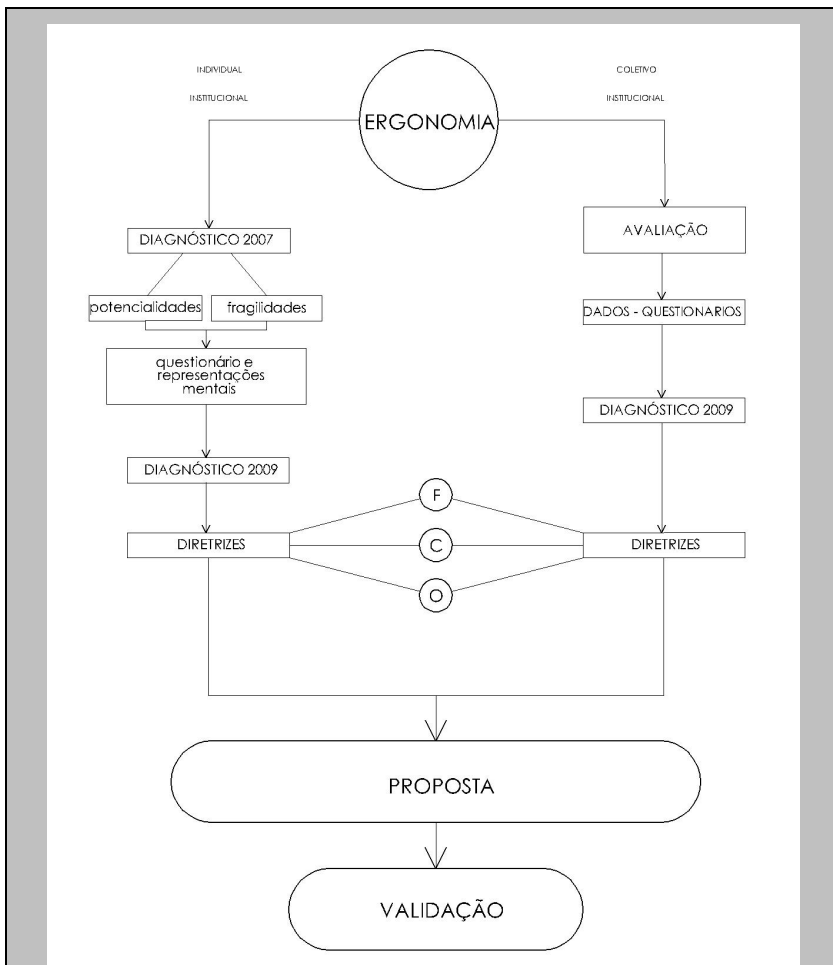 INDIVIDUAL
INSTITUCIONAL
COLETIVO
INSTITUCIONAL
ERGONOMIA
DIAGNÓSTICO 2007
potencialidades
fragilidades
questionário e
representações
mentais
DIAGNÓSTICO 2009
DIRETRIZES
AVALIAÇÃO
DADOS - QUESTIONARIOS
DIAGNÓSTICO 2009
DIRETRIZES
F
C
O
PROPOSTA
VALIDAÇÃO